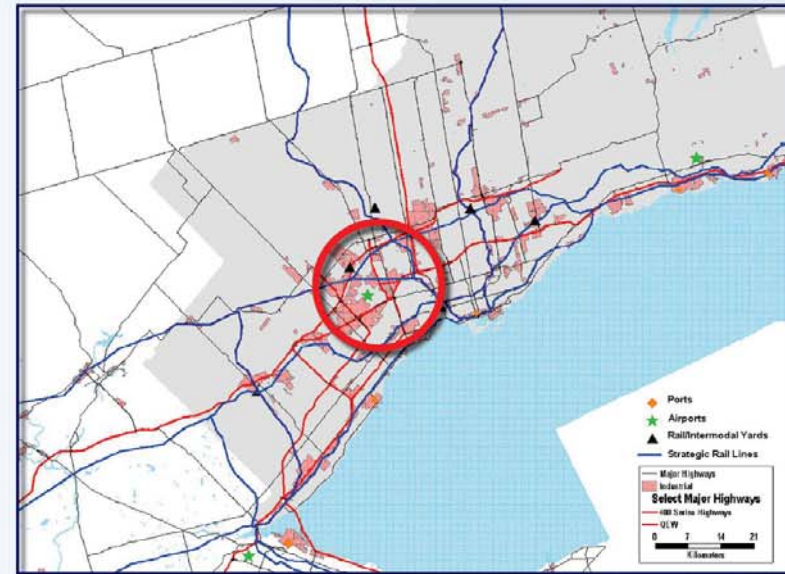 Ports
Airports
Rail/Intermodal Yards
Strategic Rail Lines
Major Highways
Industrial
Select Major Highways
400 Series Highways
QEW
0 7 14 21
Kilometers